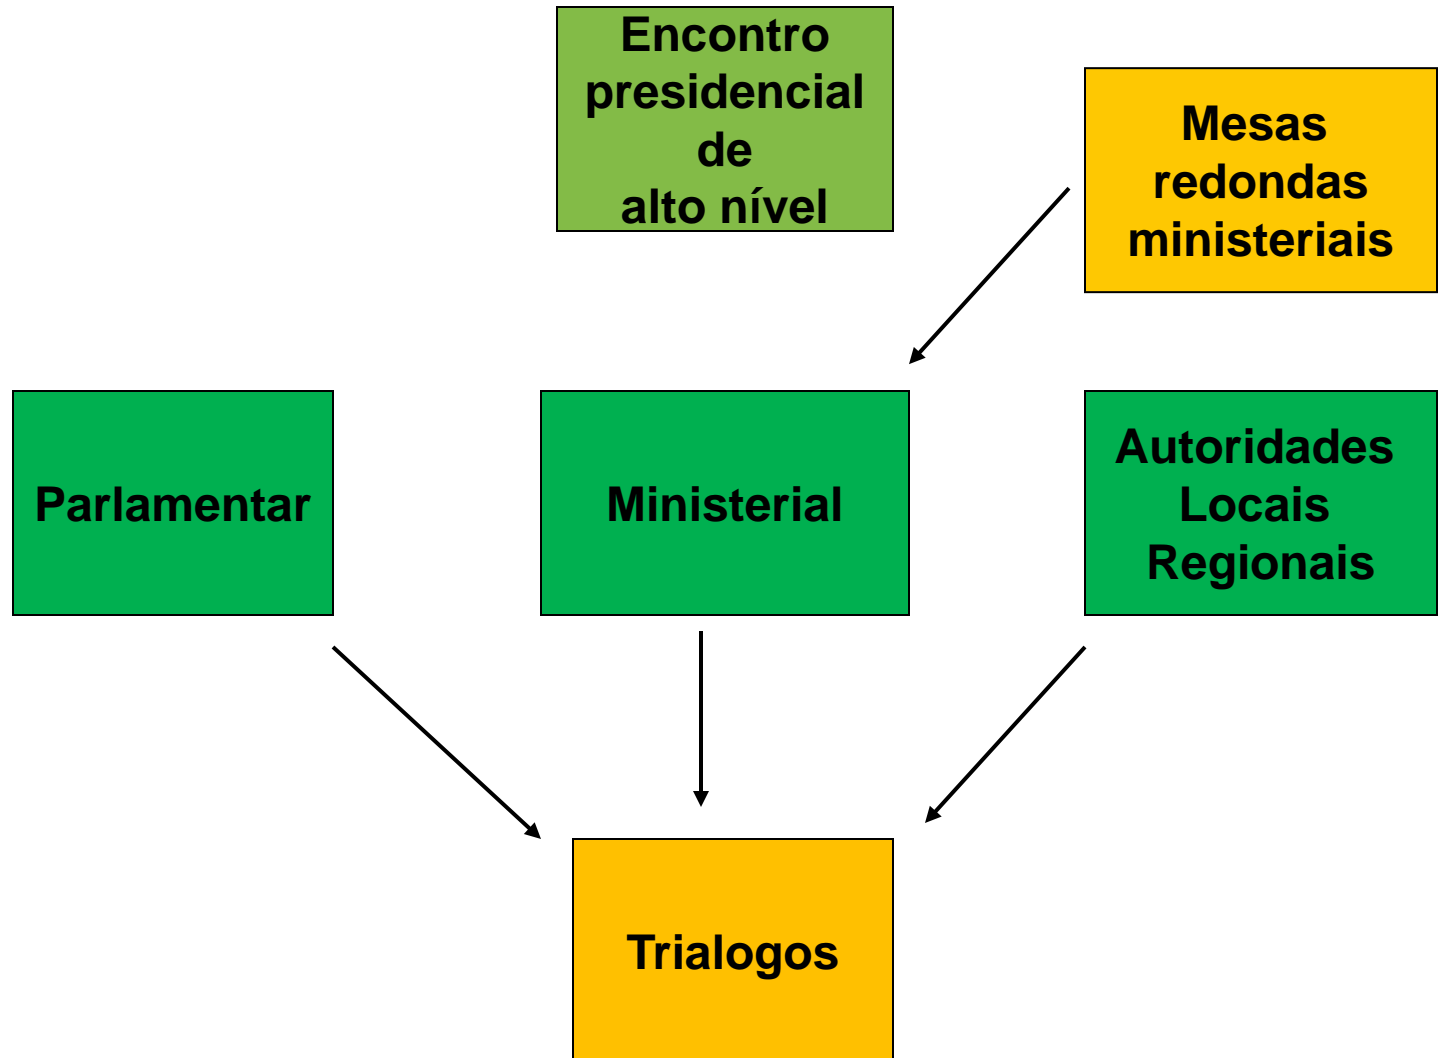 Encontro
presidencial
de
alto nível
Mesas
redondas
ministeriais
Parlamentar
Ministerial
Autoridades
Locais
Regionais
Trialogos